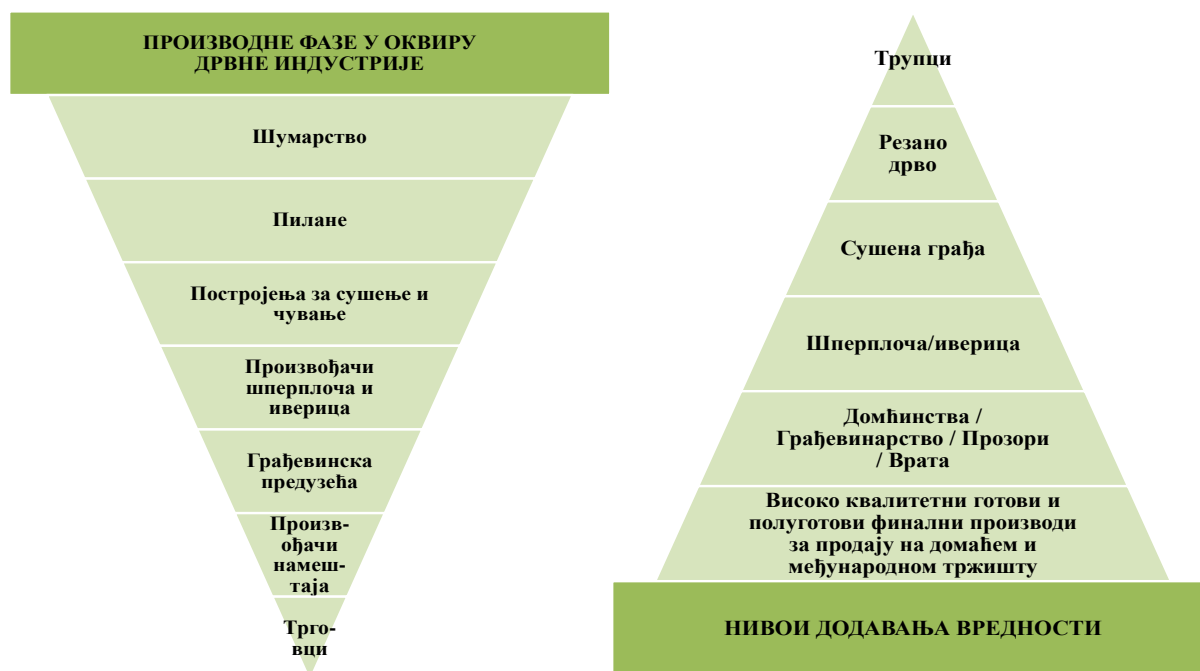 ПРОИЗВОДНЕ ФАЗЕ У ОКВИРУ
ДРВНЕ ИНДУСТРИЈЕ
Шумарство
Пилане
Постројења за сушење и
чување
Произвођачи
шперплоча и
иверица
Грађевинска
предузећа
Произв-
ођачи
намеш-
таја
Трго-
вци
Трупци
Резано
дрво
Сушена грађа
Шперплоча/иверица
Домћинства /
Грађевинарство / Прозори
/ Врата
Високо квалитетни готови и
полуготови финални производи
за продају на домаћем и
међународном тржишту
НИВОИ ДОДАВАЊА ВРЕДНОСТИ